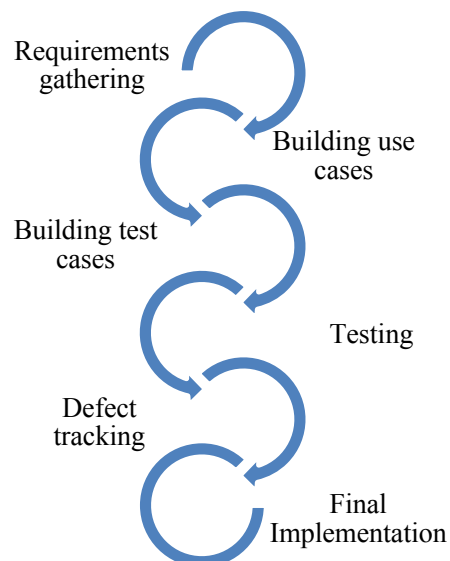 Requirements
gathering
Building use
cases
Building test
cases
Testing
Defect
tracking
Final
Implementation